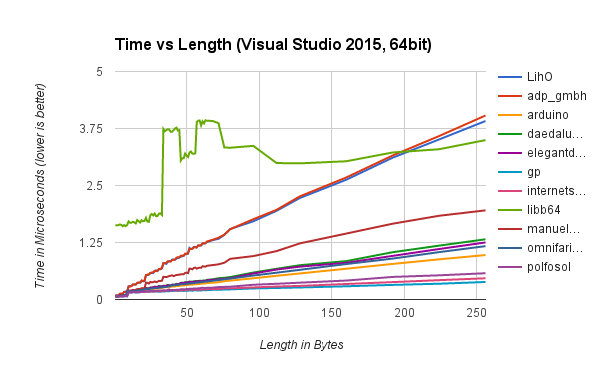 Time vs Length (Visual Studio 2015, 64bit)
Time in Microseconds (lower is better)
5
3.75
2.5
1.25
0
50
100
150
200
250
Length in Bytes
LihO
adp_gmbh
arduino
daedalu...
elegantd...
gp
internets...
libb64
manuel...
omnifari...
polfosol